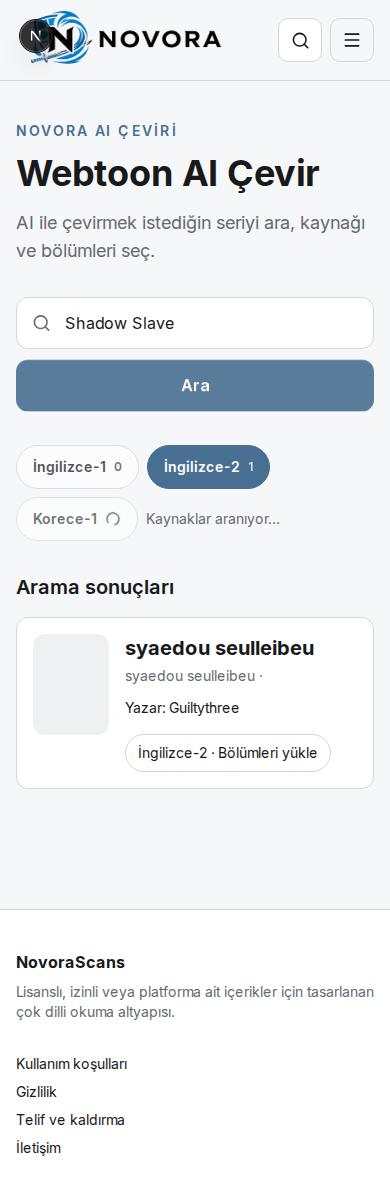 N
N NOVORA
NOVORA AI ÇEVİRİ
Webtoon AI Çevir
AI ile çevirmek istediğin seriyi ara, kaynağı
ve bölümleri seç.
Shadow Slave
Ara
İngilizce-1 0
İngilizce-2 1
Korece-1 Kaynaklar aranıyor...
Arama sonuçları
syaedou seulleibeu
syaedou seulleibeu ·
Yazar: Guiltythree
İngilizce-2 · Bölümleri yükle
NovoraScans
Lisanslı, izinli veya platforma ait içerikler için tasarlanan
çok dilli okuma altyapısı.
Kullanım koşulları
Gizlilik
Telif ve kaldırma
İletişim